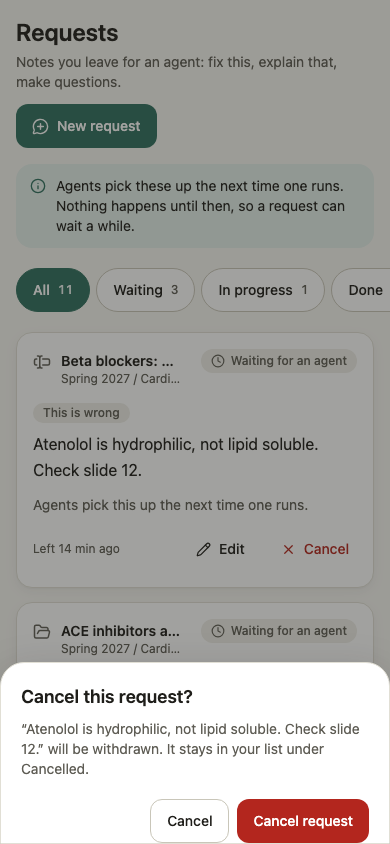 Requests
Notes you leave for an agent: fix this, explain that,
make questions.
New request
Agents pick these up the next time one runs.
Nothing happens until then, so a request can
wait a while.
All 11 Waiting 3 In progress 1 Done
Beta blockers: ... Waiting for an agent
Spring 2027 / Cardi...
This is wrong
Atenolol is hydrophilic, not lipid soluble.
Check slide 12.
Agents pick this up the next time one runs.
Left 14 min ago Edit Cancel
ACE inhibitors a... Waiting for an agent
Spring 2027 / Cardi...
Cancel this request?
“Atenolol is hydrophilic, not lipid soluble. Check slide
12.” will be withdrawn. It stays in your list under
Cancelled.
Cancel Cancel request